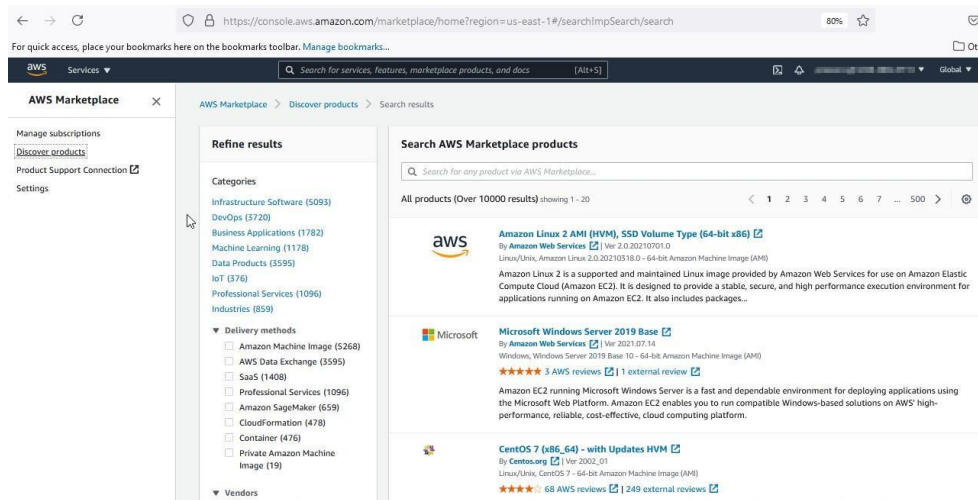 https://console.aws.amazon.com/marketplace/home?region=us-east-1#/searchImpSearch/search
80%
For quick access, place your bookmarks here on the bookmarks toolbar. Manage bookmarks...
Ot
aws
Services ▼
Search for services, features, marketplace products, and docs
[Alt+S]
Global ▼
AWS Marketplace
Manage subscriptions
Discover products
Product Support Connection
Settings
AWS Marketplace > Discover products > Search results
Refine results
Categories
Infrastructure Software (5093)
DevOps (3720)
Business Applications (1782)
Machine Learning (1178)
Data Products (3595)
IoT (376)
Professional Services (1096)
Industries (859)
▼ Delivery methods
Amazon Machine Image (5268)
AWS Data Exchange (3595)
SaaS (1408)
Professional Services (1096)
Amazon SageMaker (659)
CloudFormation (478)
Container (476)
Private Amazon Machine
Image (19)
▼ Vendors
Search AWS Marketplace products
Search for any product via AWS Marketplace...
All products (Over 10000 results) showing 1 - 20
< 1 2 3 4 5 6 7 ... 500 >
aws
Amazon Linux 2 AMI (HVM), SSD Volume Type (64-bit x86)
By Amazon Web Services | Ver 2.0.20210701.0
Linux/Unix, Amazon Linux 2.0.20210318.0 - 64-bit Amazon Machine Image (AMI)
Amazon Linux 2 is a supported and maintained Linux image provided by Amazon Web Services for use on Amazon Elastic
Compute Cloud (Amazon EC2). It is designed to provide a stable, secure, and high performance execution environment for
applications running on Amazon EC2. It also includes packages...
Microsoft
Microsoft Windows Server 2019 Base
By Amazon Web Services | Ver 2021.07.14
Windows, Windows Server 2019 Base 10 - 64-bit Amazon Machine Image (AMI)
3 AWS reviews | 1 external review
Amazon EC2 running Microsoft Windows Server is a fast and dependable environment for deploying applications using
the Microsoft Web Platform. Amazon EC2 enables you to run compatible Windows-based solutions on AWS' high-
performance, reliable, cost-effective, cloud computing platform.
CentOS 7 (x86_64) - with Updates HVM
By Centos.org | Ver 2002_01
Linux/Unix, CentOS 7 - 64-bit Amazon Machine Image (AMI)
68 AWS reviews | 249 external reviews